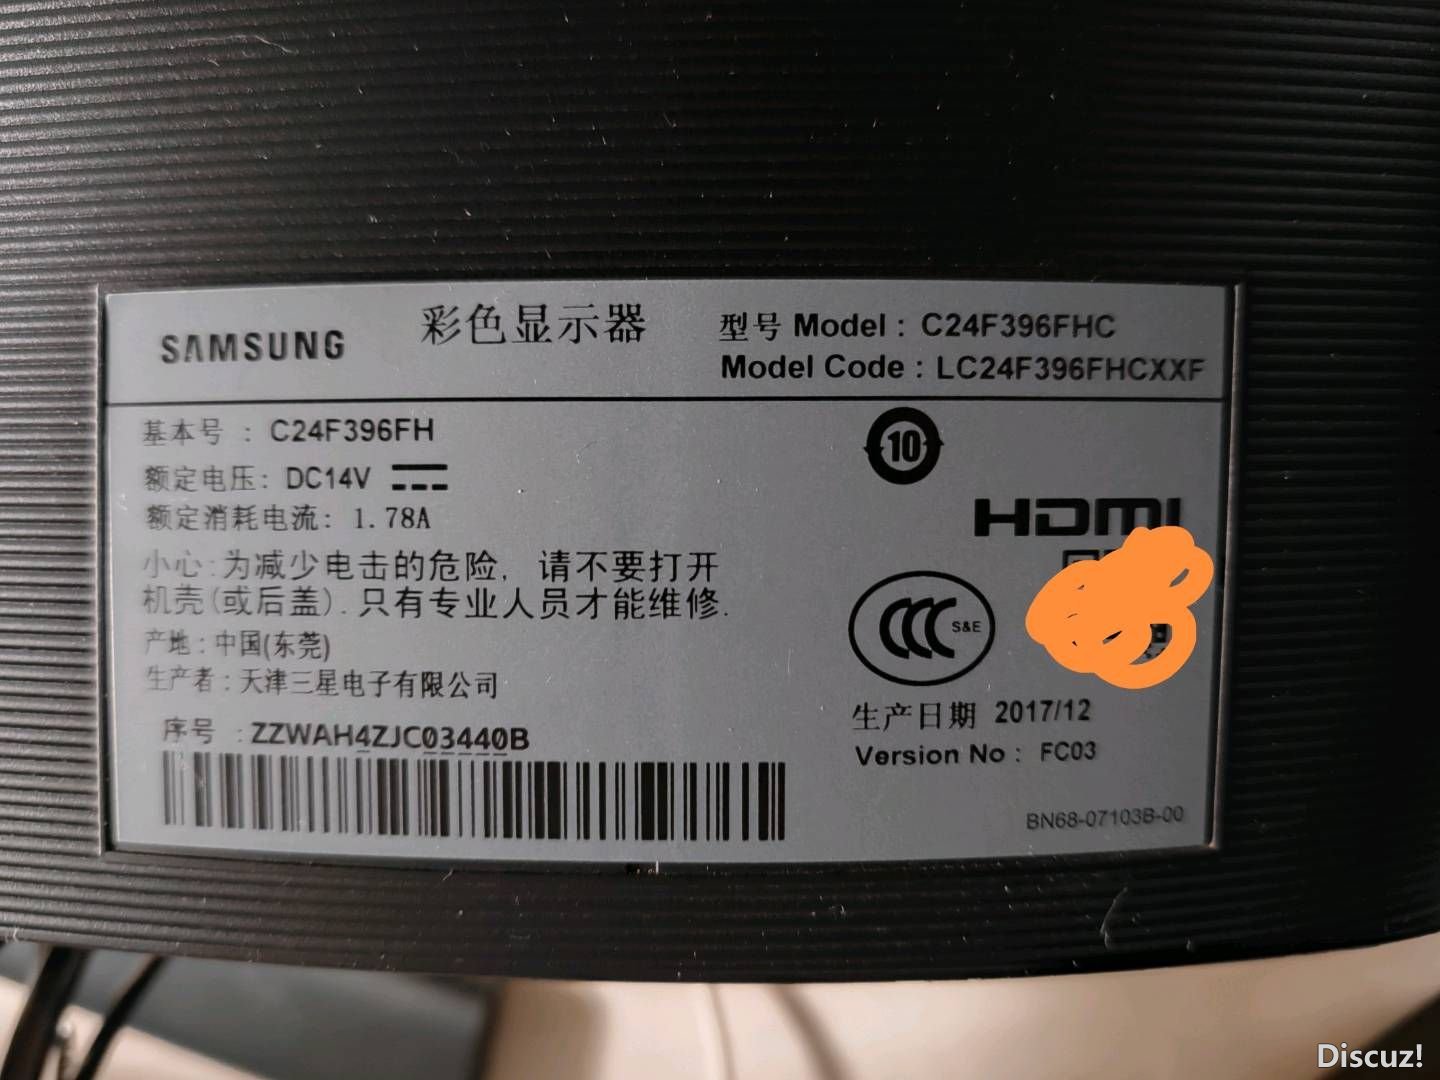 SAMSUNG
彩色显示器
型号 Model : C24F396FHC
Model Code : LC24F396FHCXXF
基本号 : C24F396FH
额定电压: DC14V
额定消耗电流: 1.78A
小心:为减少电击的危险, 请不要打开
机壳(或后盖).只有专业人员才能维修.
产地: 中国(东莞)
生产者:天津三星电子有限公司
序号 :ZZWAH4ZJC03440B
10
HDMI
CCC S&E
生产日期 2017/12
Version No : FC03
BN68-07103B-00
Discuz!